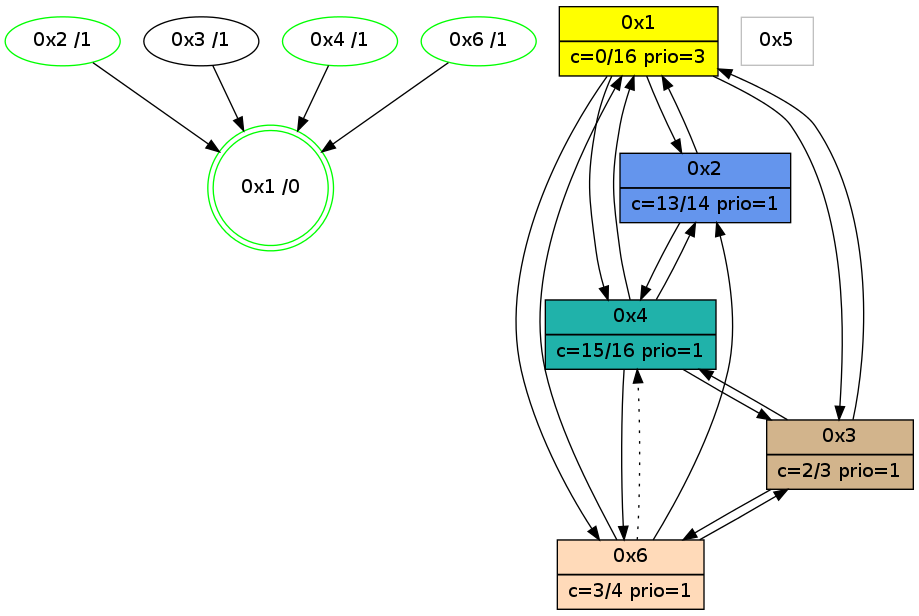 0x2 /1
0x3 /1
0x4 /1
0x6 /1
0x1 /0
0x1
c=0/16 prio=3
0x5
0x2
c=13/14 prio=1
0x4
c=15/16 prio=1
0x3
c=2/3 prio=1
0x6
c=3/4 prio=1